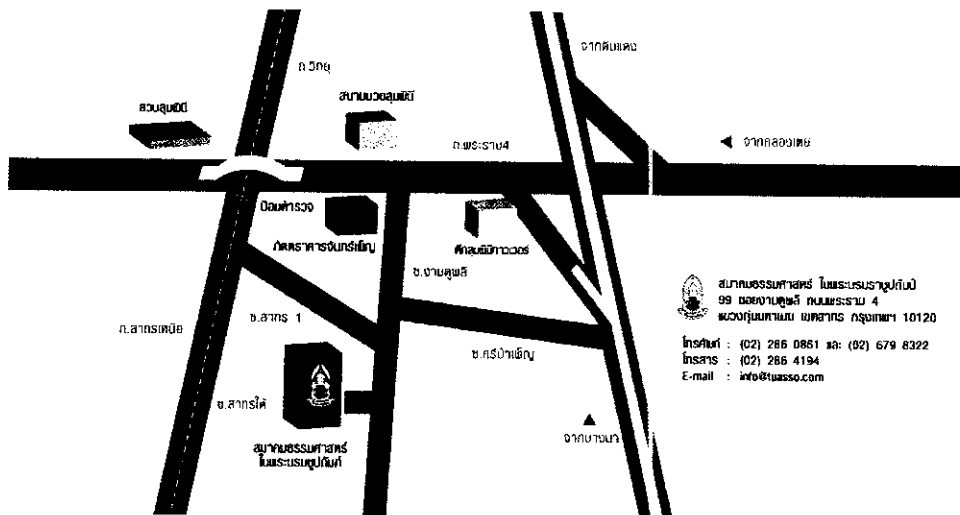 ถ.วิทยุ
จากดินแดง
สวนลุมพินี
สนามมวยลุมพินี
ถ.พระราม4
จากคลองเตย
ป้อมตำรวจ
ภัตตาคารจันทร์เพ็ญ
ตึกลุมพินีทาวเวอร์
ซ.งามดูพลี
ถ.สาทรเหนือ
ซ.สาทร 1
ซ.ศรีบำเพ็ญ
ซ.สาทรใต้
สมาคมธรรมศาสตร์
ในพระบรมชูปถัมภ์
จากบางนา
สมาคมธรรมศาสตร์ ในพระบรมราชูปถัมป์
99 ซอยงามดูพลี ถนนพระราม 4
แขวงทุ่งมหาเมฆ เขตสาทร กรุงเทพฯ 10120
โทรศัพท์ : (02) 286 0861 และ (02) 679 8322
โทรสาร : (02) 286 4194
E-mail : info@tuasso.com